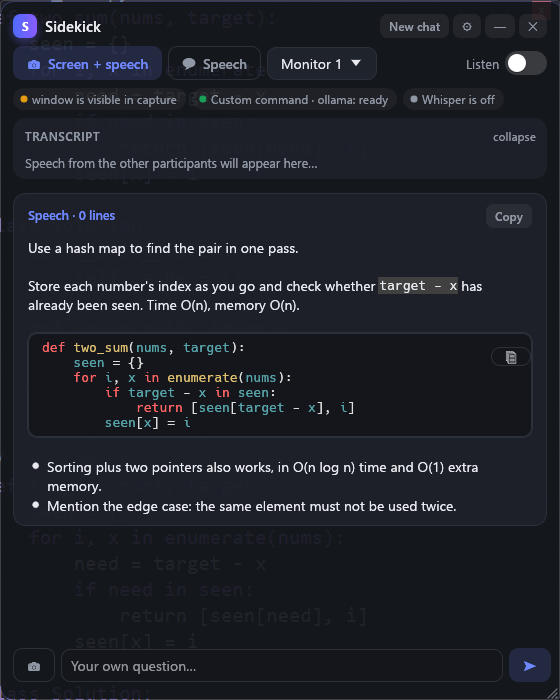 S Sidekick New chat
Screen + speech Speech Monitor 1 Listen
window is visible in capture Custom command · ollama: ready Whisper is off
TRANSCRIPT collapse
Speech from the other participants will appear here...
Speech · 0 lines Copy
Use a hash map to find the pair in one pass.
Store each number's index as you go and check whether target - x has
already been seen. Time O(n), memory O(n).
def two_sum(nums, target):
    seen = {}
    for i, x in enumerate(nums):
        if target - x in seen:
            return [seen[target - x], i]
        seen[x] = i
Sorting plus two pointers also works, in O(n log n) time and O(1) extra
memory.
Mention the edge case: the same element must not be used twice.
for i, x in enumerate(nums):
    need = target - x
    if need in seen:
        return [seen[need], i]
    seen[x] = i
Your own question...